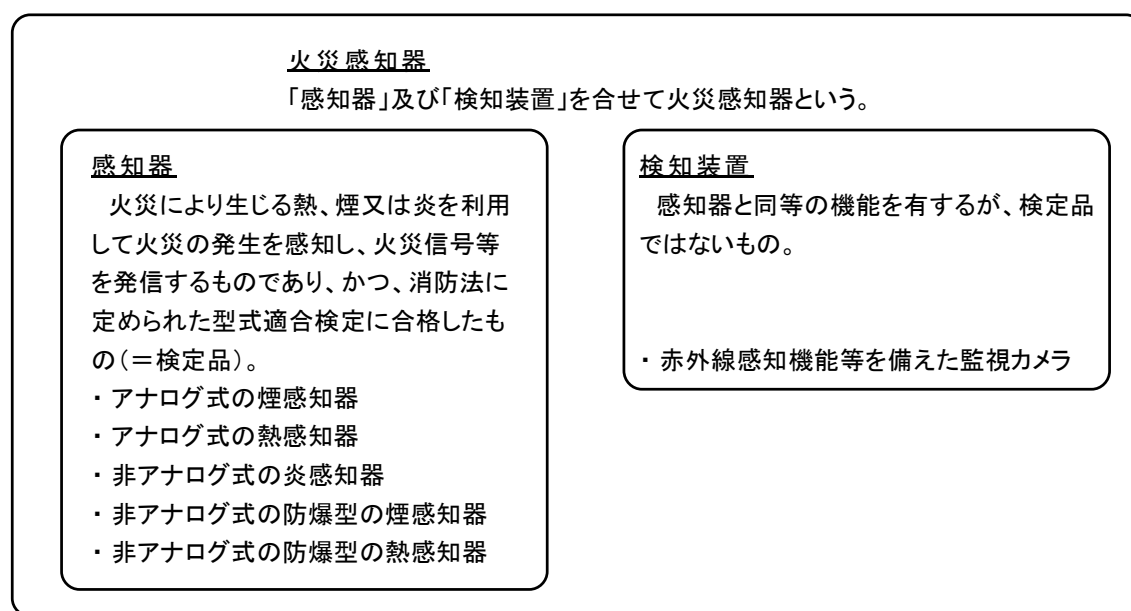 火災感知器
「感知器」及び「検知装置」を合せて火災感知器という。
感知器
火災により生じる熱、煙又は炎を利用
して火災の発生を感知し、火災信号等
を発信するものであり、かつ、消防法に
定められた型式適合検定に合格したも
の(＝検定品)。
・ アナログ式の煙感知器
・ アナログ式の熱感知器
・ 非アナログ式の炎感知器
・ 非アナログ式の防爆型の煙感知器
・ 非アナログ式の防爆型の熱感知器
検知装置
感知器と同等の機能を有するが、検定品
ではないもの。
・ 赤外線感知機能等を備えた監視カメラ